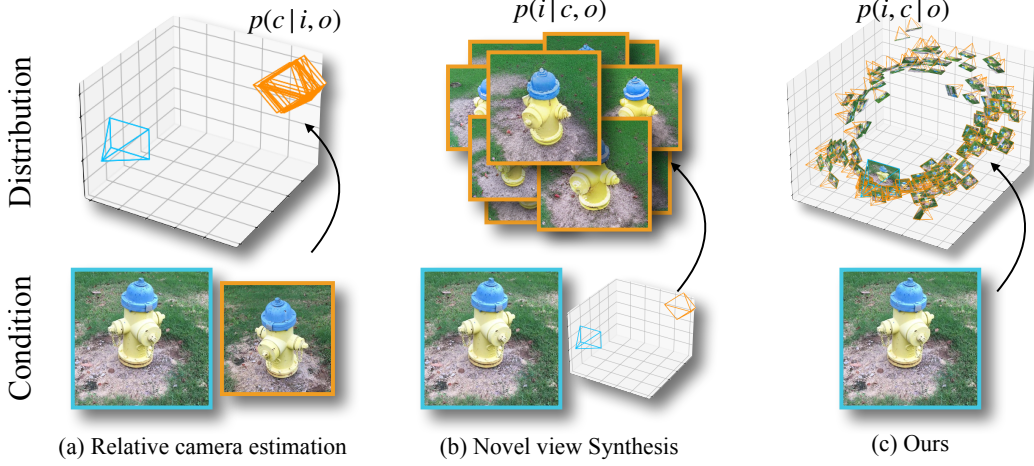 p(c | i, o)
p(i | c, o)
p(i, c | o)
Distribution
Condition
(a) Relative camera estimation
(b) Novel view Synthesis
(c) Ours